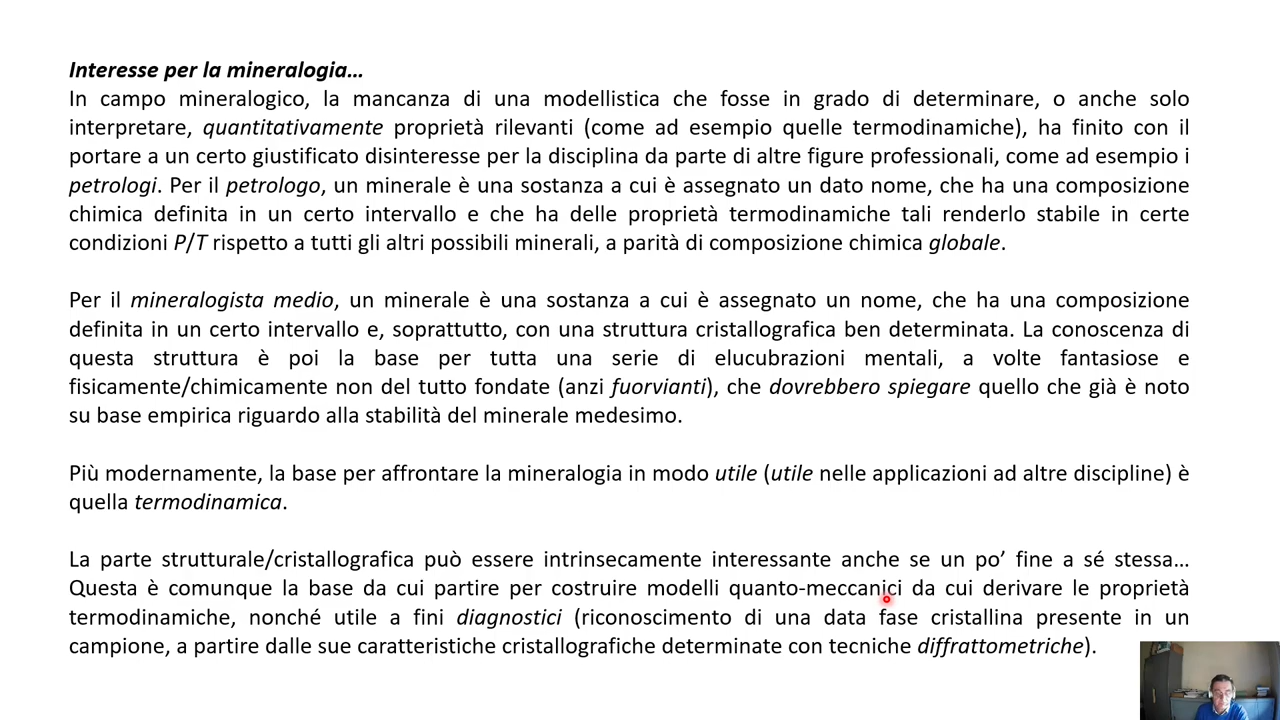 Interesse per la mineralogia…
In campo mineralogico, la mancanza di una modellistica che fosse in grado di determinare, o anche solo
interpretare, quantitativamente proprietà rilevanti (come ad esempio quelle termodinamiche), ha finito con il
portare a un certo giustificato disinteresse per la disciplina da parte di altre figure professionali, come ad esempio i
petrologi. Per il petrologo, un minerale è una sostanza a cui è assegnato un dato nome, che ha una composizione
chimica definita in un certo intervallo e che ha delle proprietà termodinamiche tali renderlo stabile in certe
condizioni P/T rispetto a tutti gli altri possibili minerali, a parità di composizione chimica globale.
Per il mineralogista medio, un minerale è una sostanza a cui è assegnato un nome, che ha una composizione
definita in un certo intervallo e, soprattutto, con una struttura cristallografica ben determinata. La conoscenza di
questa struttura è poi la base per tutta una serie di elucubrazioni mentali, a volte fantasiose e
fisicamente/chimicamente non del tutto fondate (anzi fuorvianti), che dovrebbero spiegare quello che già è noto
su base empirica riguardo alla stabilità del minerale medesimo.
Più modernamente, la base per affrontare la mineralogia in modo utile (utile nelle applicazioni ad altre discipline) è
quella termodinamica.
La parte strutturale/cristallografica può essere intrinsecamente interessante anche se un po’ fine a sé stessa…
Questa è comunque la base da cui partire per costruire modelli quanto-meccanici da cui derivare le proprietà
termodinamiche, nonché utile a fini diagnostici (riconoscimento di una data fase cristallina presente in un
campione, a partire dalle sue caratteristiche cristallografiche determinate con tecniche diffrattometriche).